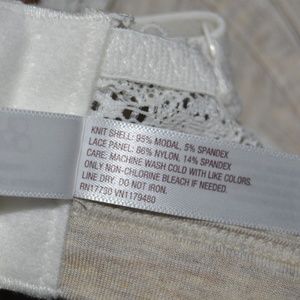 KNIT SHELL: 95% MODAL, 5% SPANDEX
LACE PANEL: 86% NYLON, 14% SPANDEX
CARE: MACHINE WASH COLD WITH LIKE COLORS.
ONLY NON-CHLORINE BLEACH IF NEEDED.
LINE DRY. DO NOT IRON.
RN17730 VN1179480